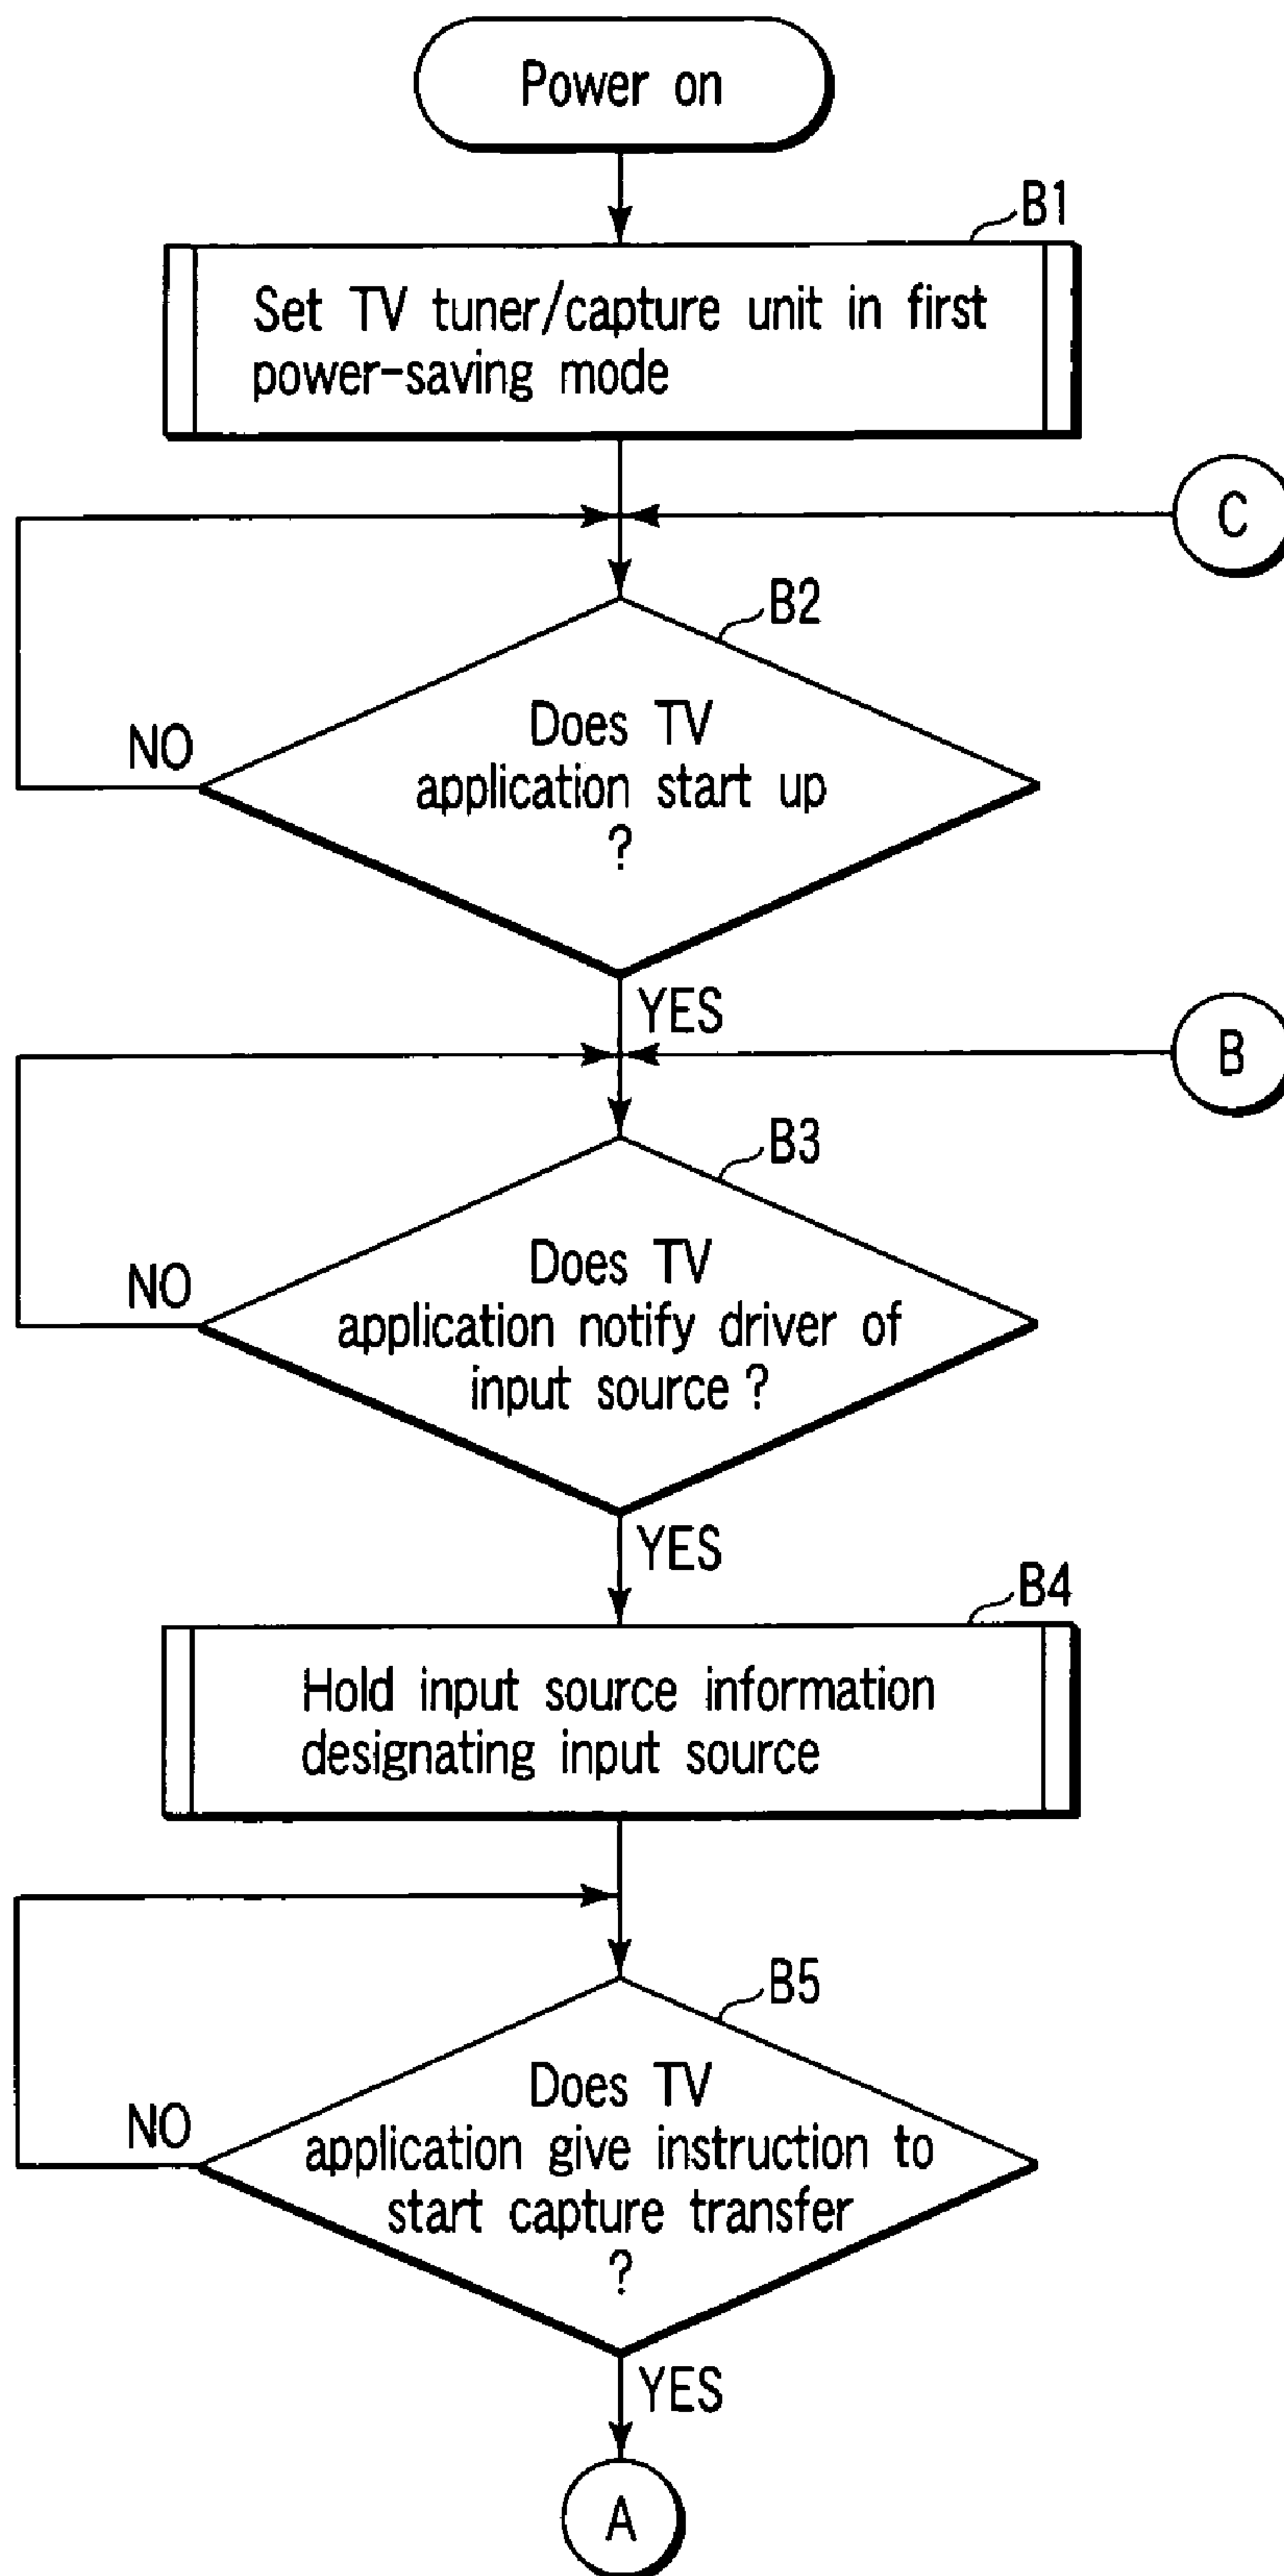 Power on
B1
Set TV tuner/capture unit in first
power-saving mode
C
B2
Does TV
application start up
?
NO
YES
B
B3
Does TV
application notify driver of
input source ?
NO
YES
B4
Hold input source information
designating input source
B5
Does TV
application give instruction to
start capture transfer
?
NO
YES
A